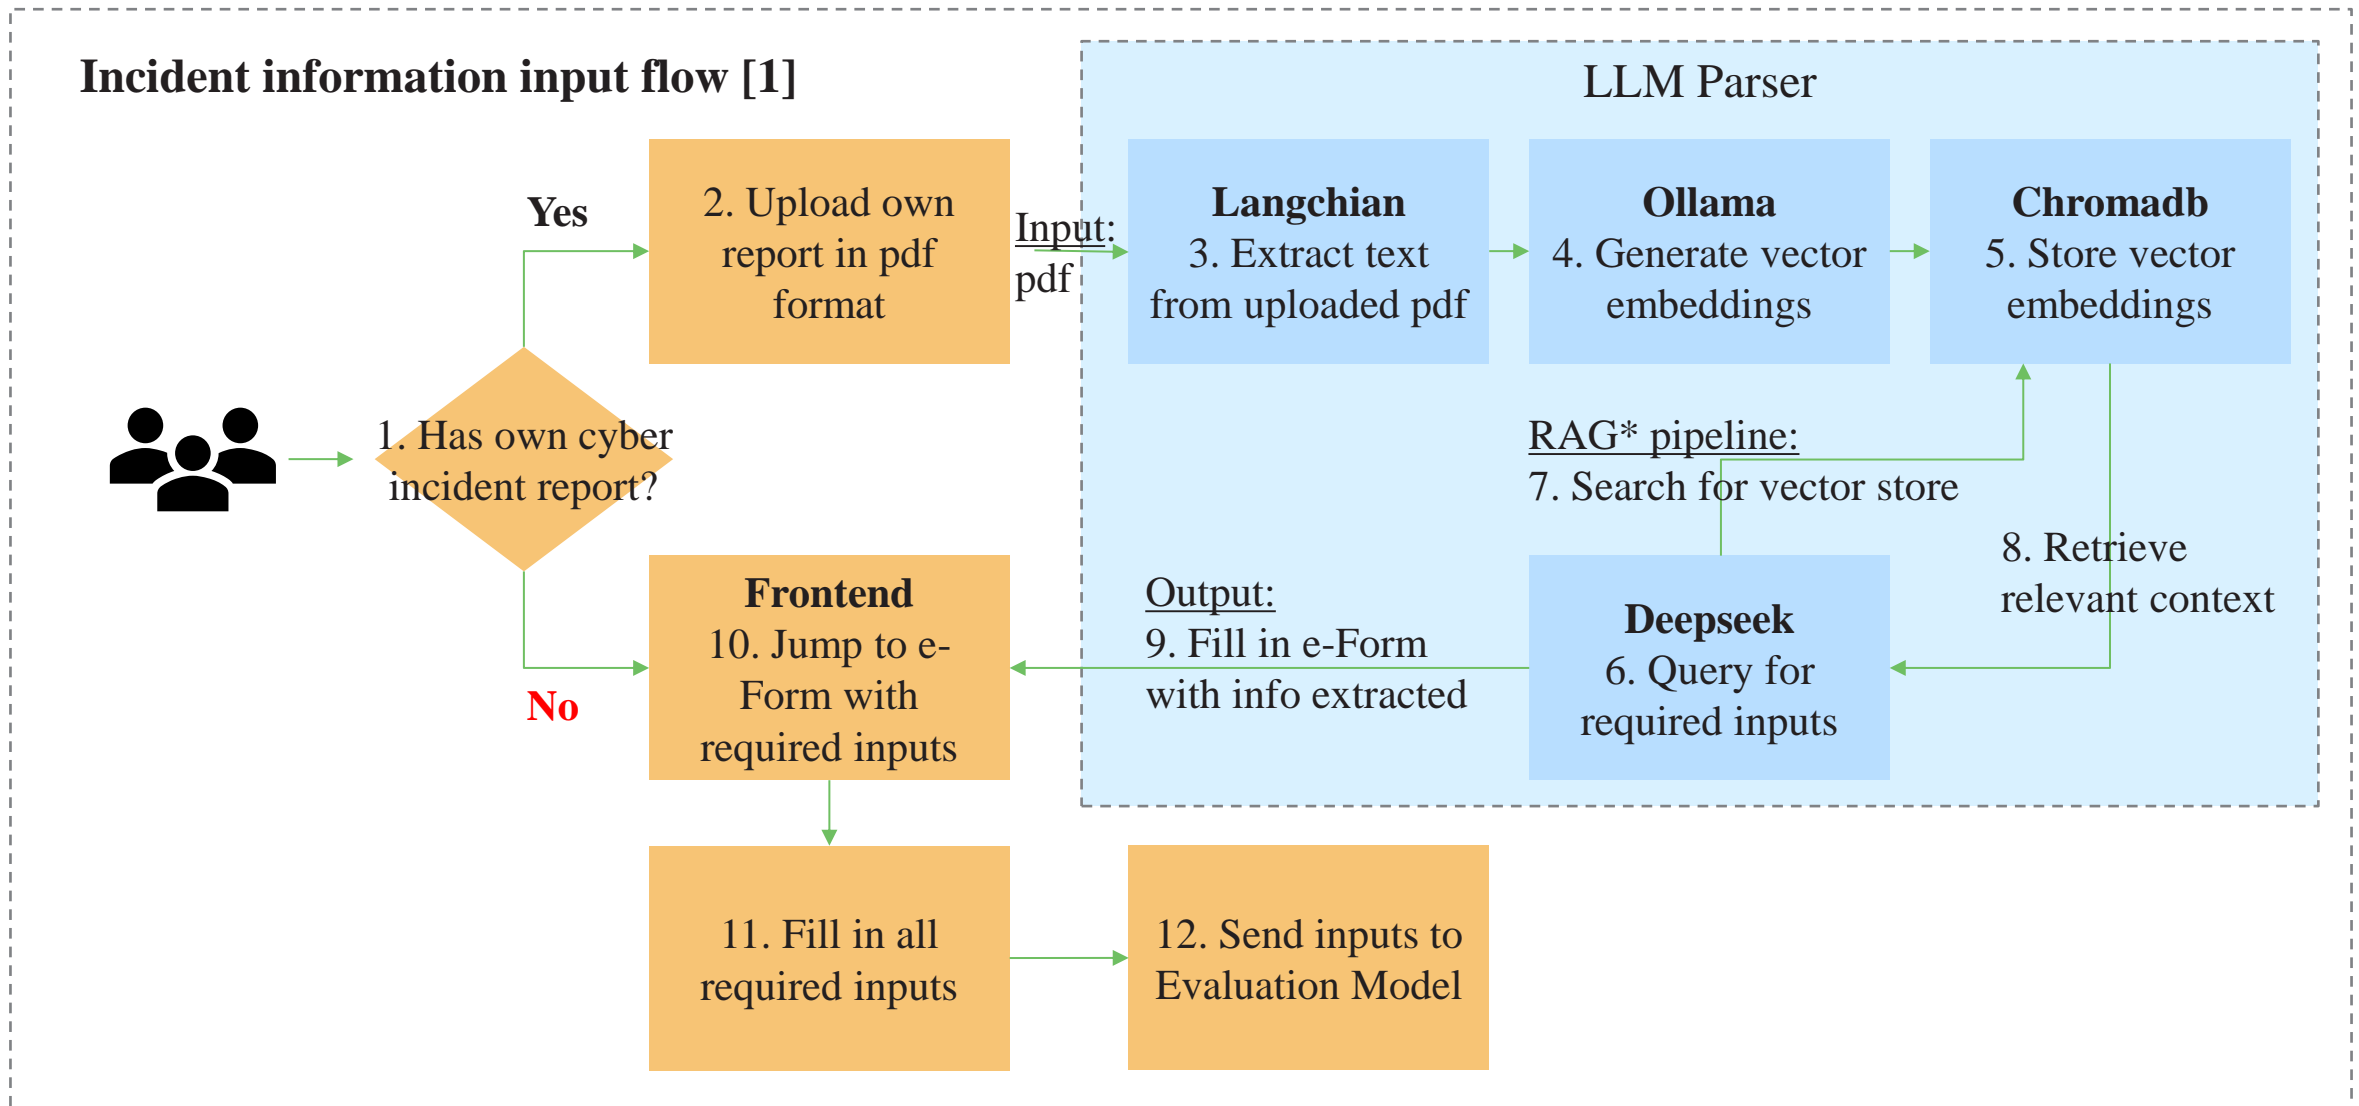 Incident information input flow [1]
LLM Parser
Yes
2. Upload own
report in pdf
format
Input:
pdf
Langchian
3. Extract text
from uploaded pdf
Ollama
4. Generate vector
embeddings
Chromadb
5. Store vector
embeddings
1. Has own cyber
incident report?
RAG* pipeline:
7. Search for vector store
8. Retrieve
relevant context
No
Frontend
10. Jump to e-
Form with
required inputs
Output:
9. Fill in e-Form
with info extracted
Deepseek
6. Query for
required inputs
11. Fill in all
required inputs
12. Send inputs to
Evaluation Model